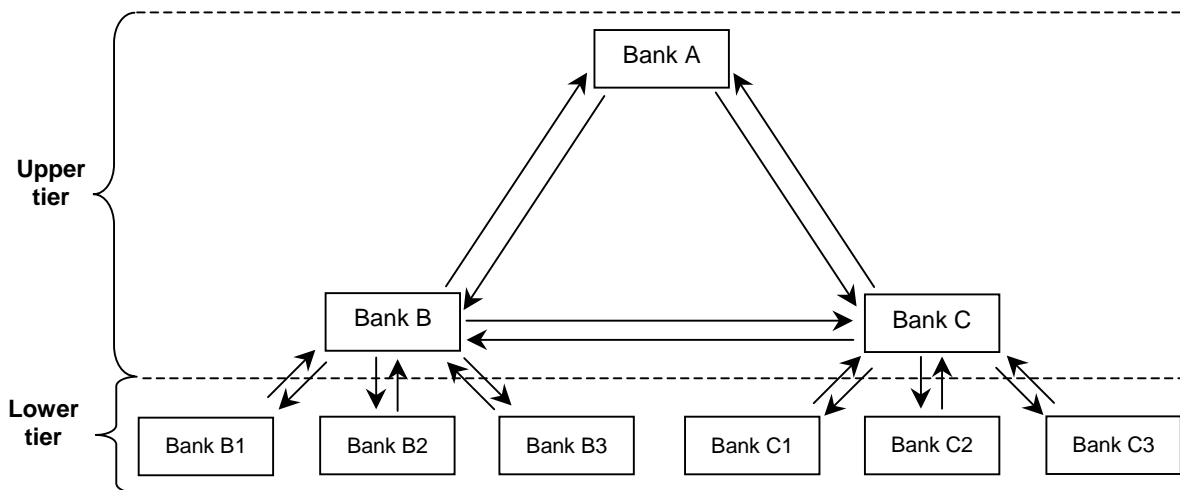 Bank A
Upper
tier
Bank B
Bank C
Lower
tier
Bank B1
Bank B2
Bank B3
Bank C1
Bank C2
Bank C3